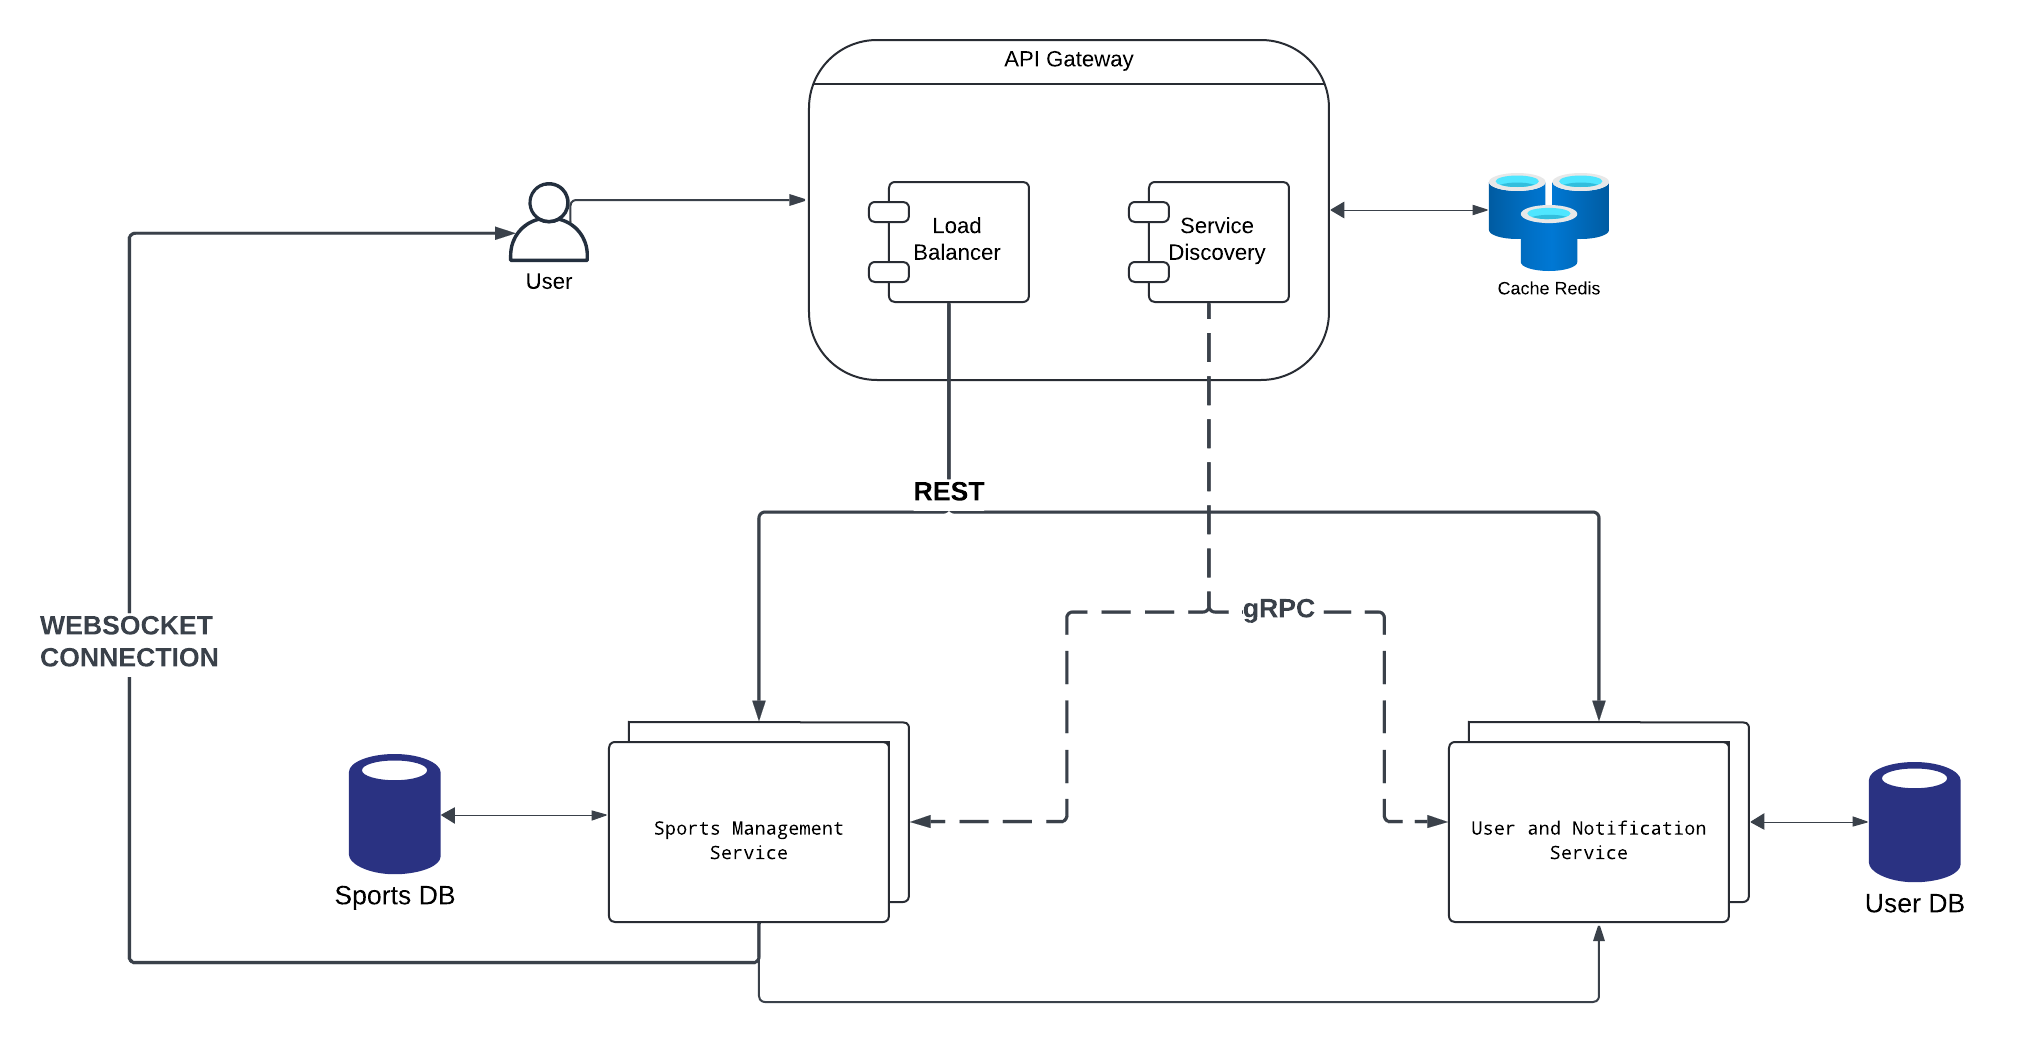 API Gateway
Load
Balancer
Service
Discovery
User
Cache Redis
REST
gRPC
WEBSOCKET
CONNECTION
Sports Management
Service
User and Notification
Service
Sports DB
User DB